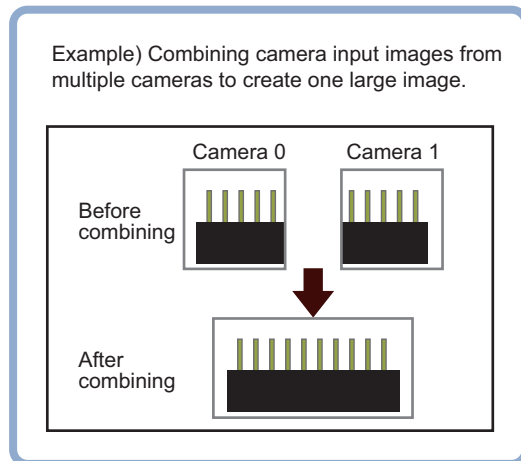 Example) Combining camera input images from
multiple cameras to create one large image.
Camera 0
Camera 1
Before
combining
After
combining